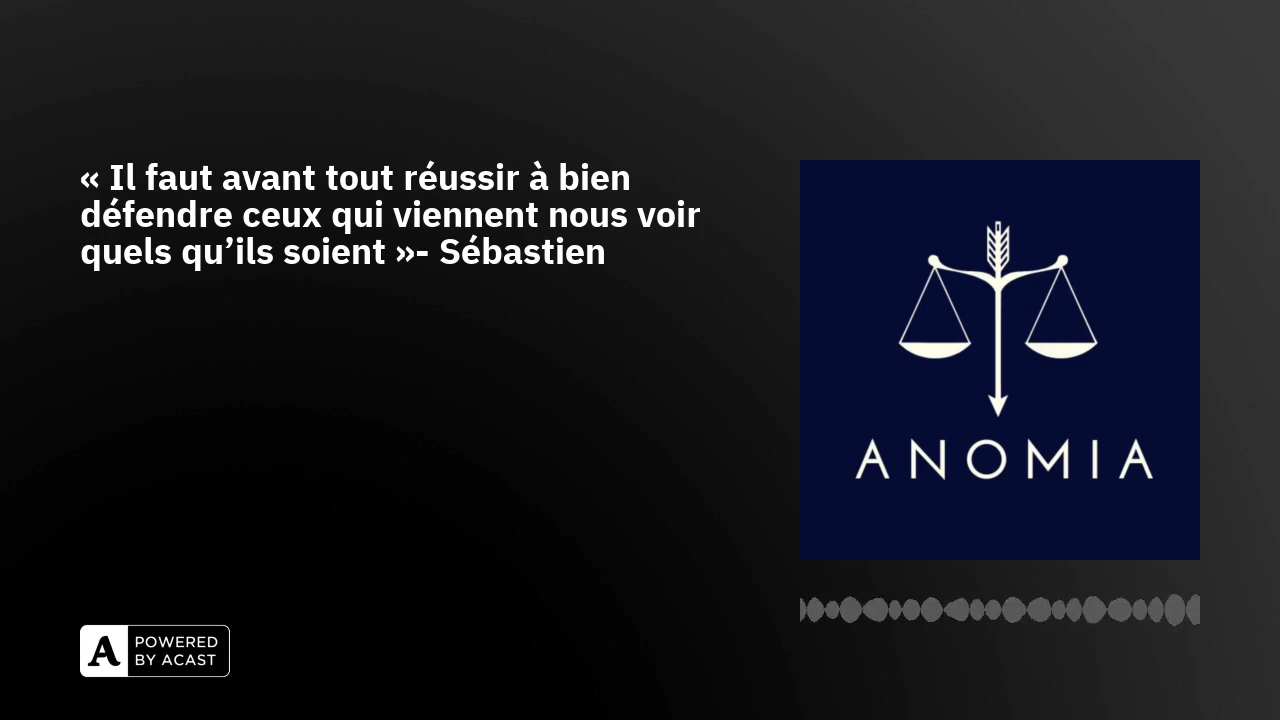 « Il faut avant tout réussir à bien
défendre ceux qui viennent nous voir
quels qu’ils soient »- Sébastien
ANOMIA
A
POWERED
BY ACAST